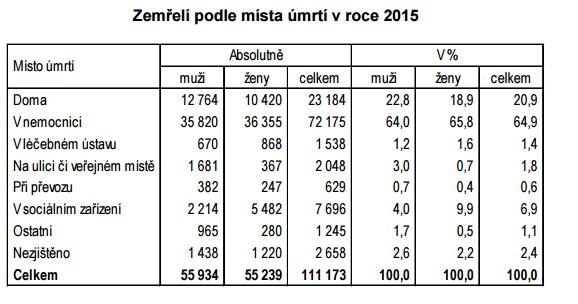 Zemřelí podle místa úmrtí v roce 2015
Místo úmrtí Absolutně V %
muži ženy celkem muži ženy celkem
Doma 12 764 10 420 23 184 22,8 18,9 20,9
V nemocnici 35 820 36 355 72 175 64,0 65,8 64,9
V léčebném ústavu 670 868 1 538 1,2 1,6 1,4
Na ulici či veřejném místě 1 681 367 2 048 3,0 0,7 1,8
Při převozu 382 247 629 0,7 0,4 0,6
V sociálním zařízení 2 214 5 482 7 696 4,0 9,9 6,9
Ostatní 965 280 1 245 1,7 0,5 1,1
Nezjištěno 1 438 1 220 2 658 2,6 2,2 2,4
Celkem 55 934 55 239 111 173 100,0 100,0 100,0